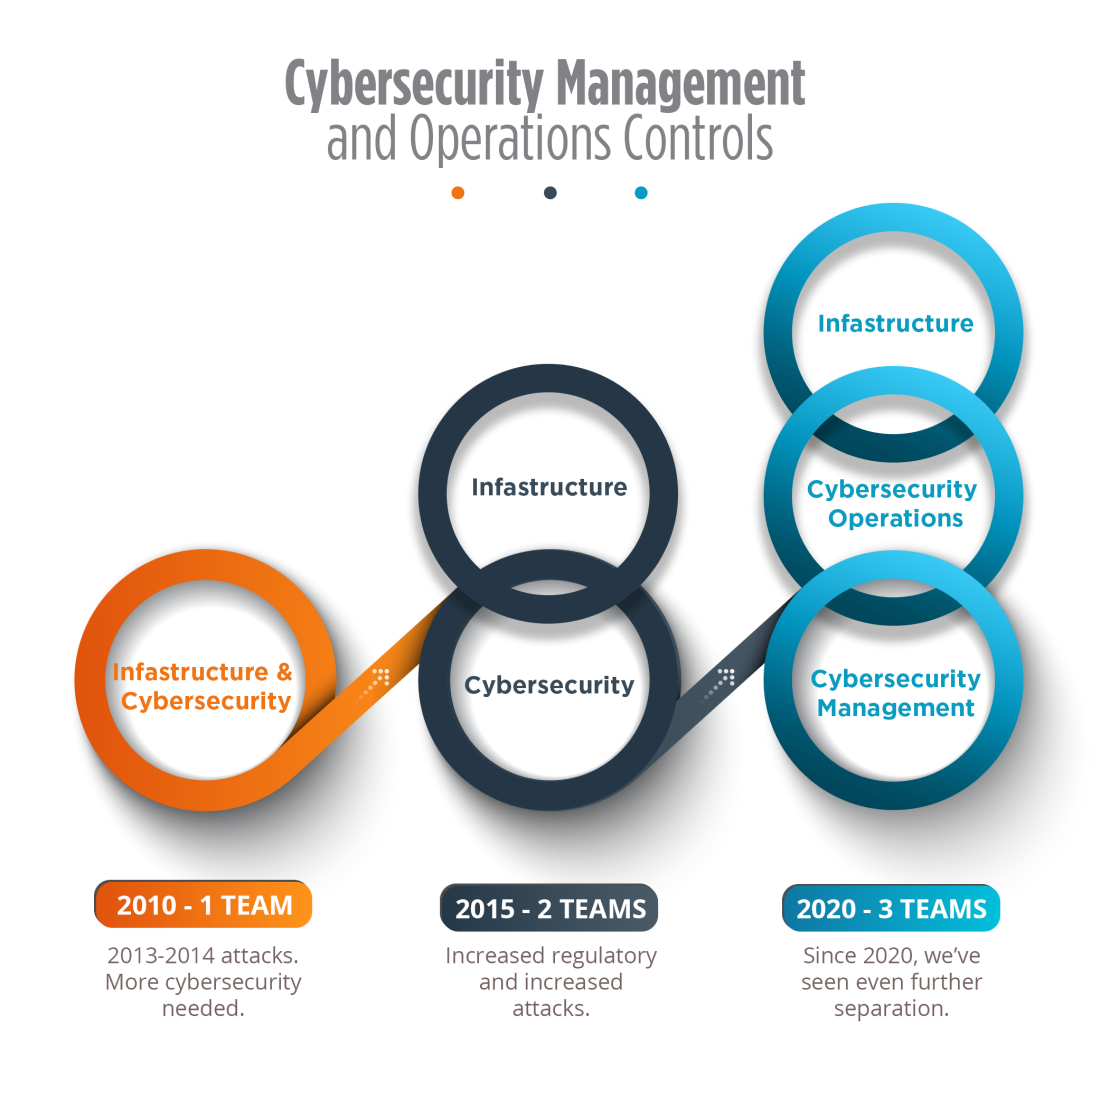 Cybersecurity Management
and Operations Controls
Infastructure
Cybersecurity
Operations
Cybersecurity
Management
Infastructure
Cybersecurity
Infastructure &
Cybersecurity
2010 - 1 TEAM
2013-2014 attacks.
More cybersecurity
needed.
2015 - 2 TEAMS
Increased regulatory
and increased
attacks.
2020 - 3 TEAMS
Since 2020, we’ve
seen even further
separation.